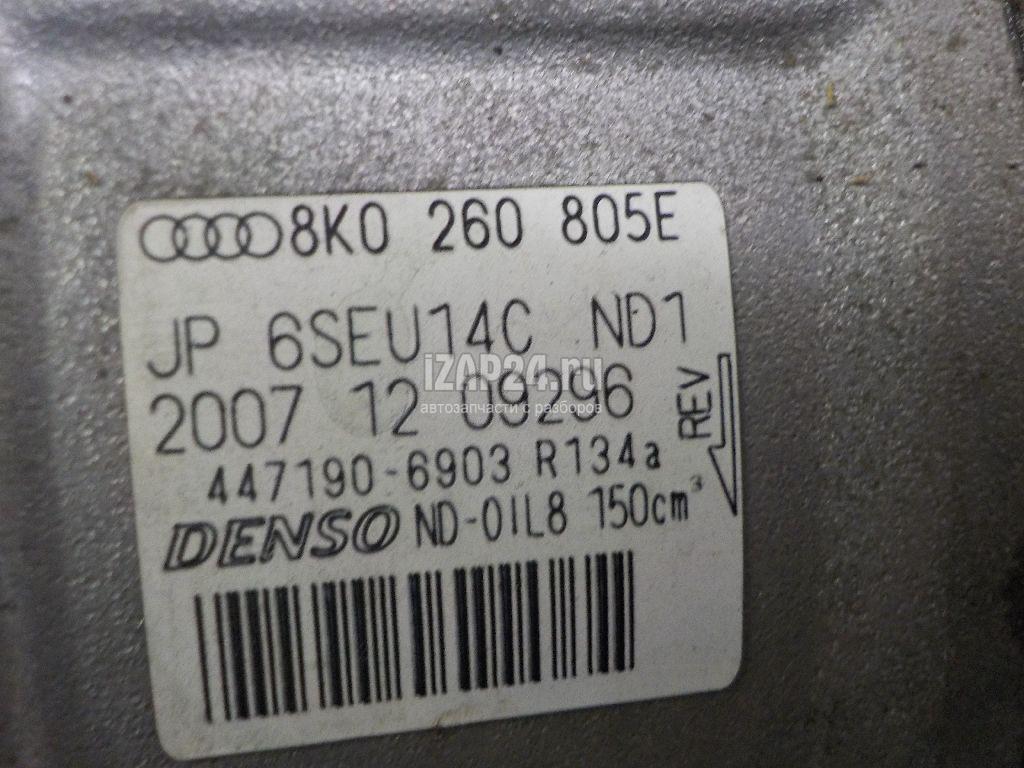 8K0 260 805E
JP 6SEU14C ND1
2007 12 09296
REV
447190-6903 R134a
DENSO ND-OIL8 150cm³
iZAP24.ru
автозапчасти с разборов